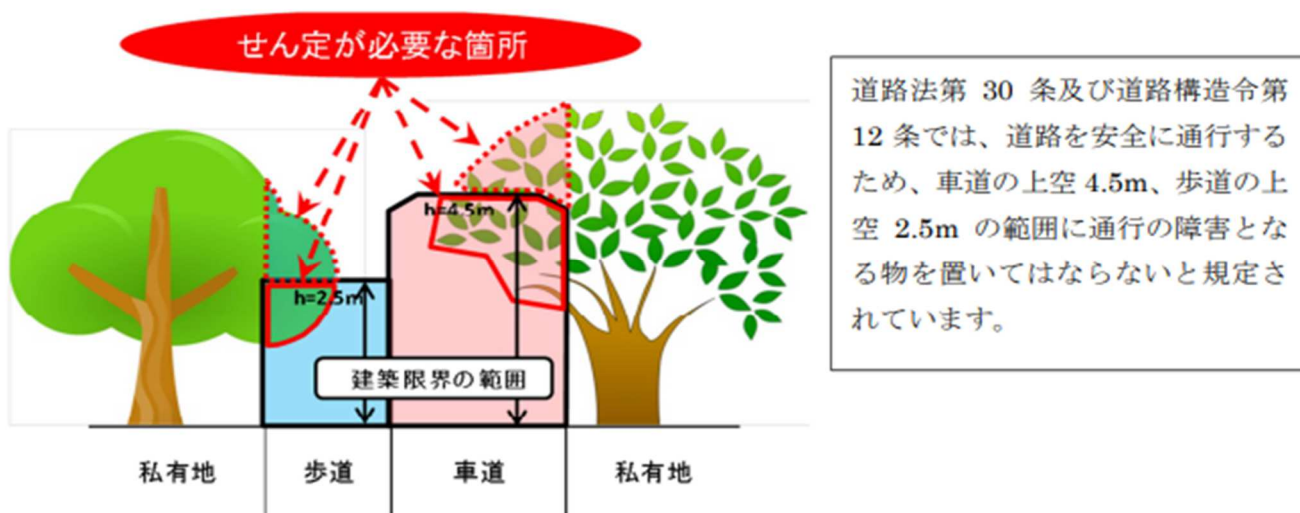 せん定が必要な箇所
h=4.5m
h=2.5m
建築限界の範囲
私有地
歩道
車道
私有地
道路法第 30 条及び道路構造令第
12 条では、道路を安全に通行する
ため、車道の上空 4.5m、歩道の上
空 2.5m の範囲に通行の障害とな
る物を置いてはならないと規定さ
れています。